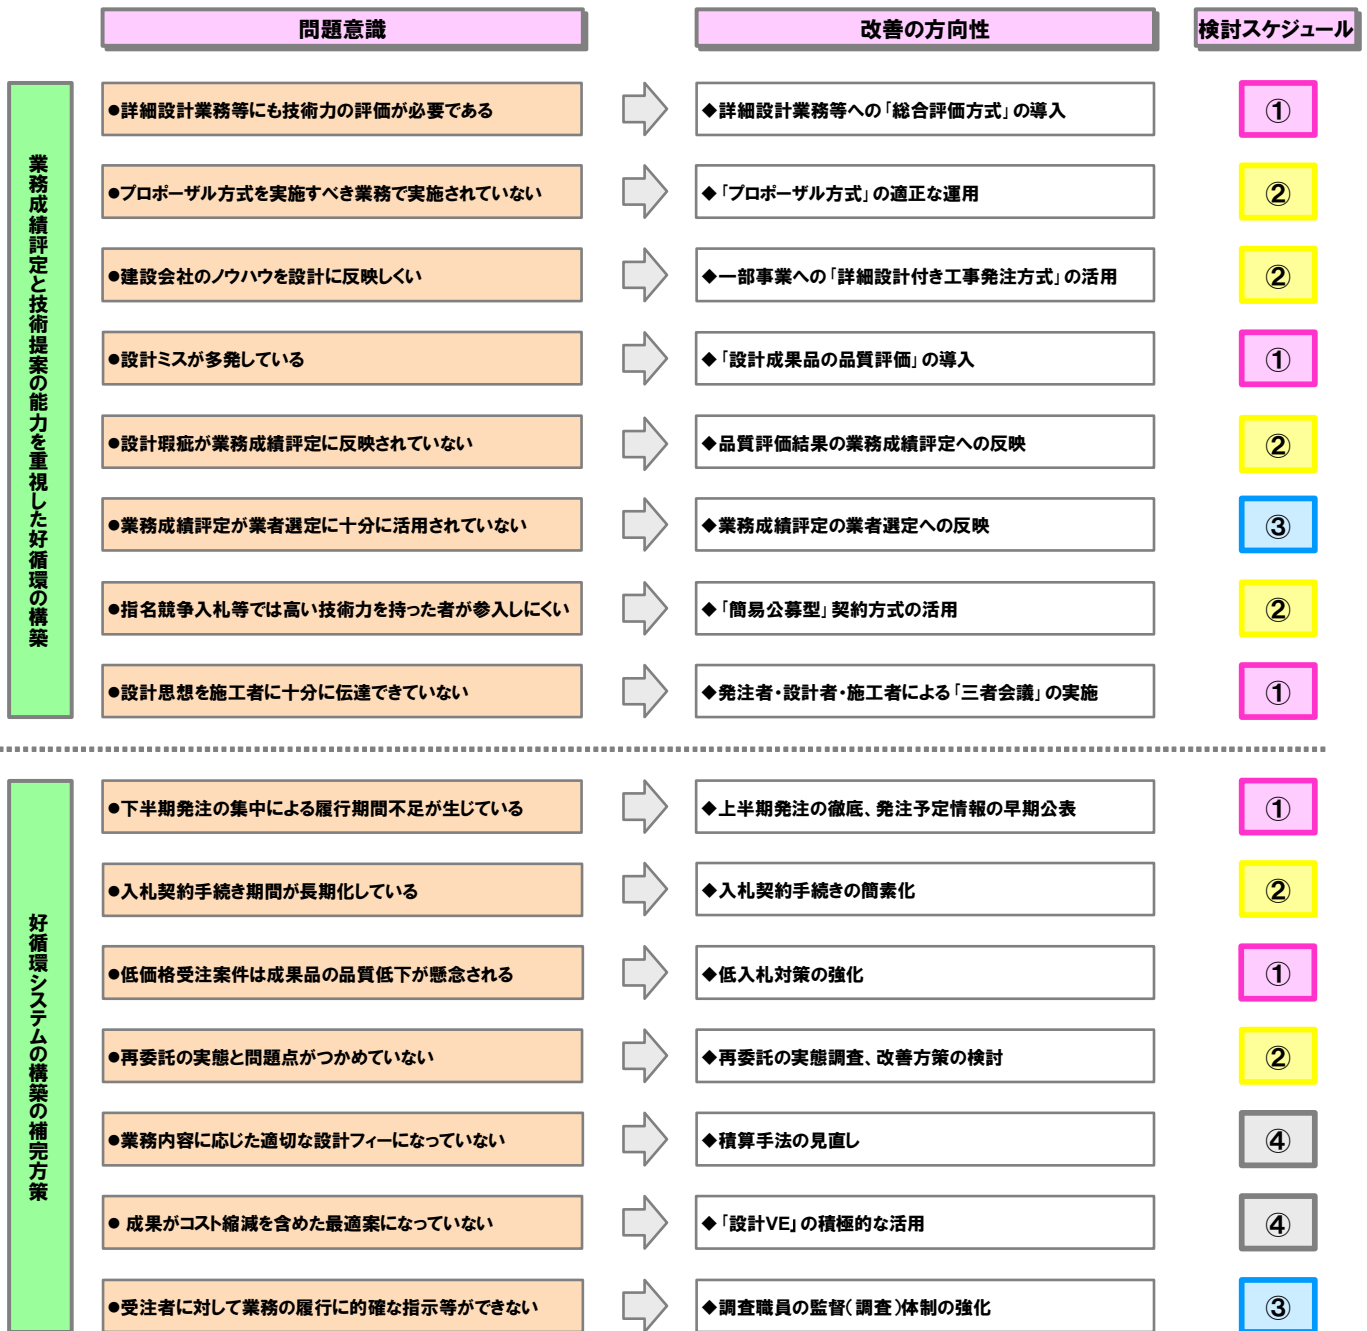 問題意識 改善の方向性 検討スケジュール
業務成績評定と技術提案の能力を重視した好循環の構築
●詳細設計業務等にも技術力の評価が必要である ◆詳細設計業務等への「総合評価方式」の導入 ①
●プロポーザル方式を実施すべき業務で実施されていない ◆「プロポーザル方式」の適正な運用 ②
●建設会社のノウハウを設計に反映しくい ◆一部事業への「詳細設計付き工事発注方式」の活用 ②
●設計ミスが多発している ◆「設計成果品の品質評価」の導入 ①
●設計瑕疵が業務成績評定に反映されていない ◆品質評価結果の業務成績評定への反映 ②
●業務成績評定が業者選定に十分に活用されていない ◆業務成績評定の業者選定への反映 ③
●指名競争入札等では高い技術力を持った者が参入しにくい ◆「簡易公募型」契約方式の活用 ②
●設計思想を施工者に十分に伝達できていない ◆発注者・設計者・施工者による「三者会議」の実施 ①
好循環システムの構築の補完方策
●下半期発注の集中による履行期間不足が生じている ◆上半期発注の徹底、発注予定情報の早期公表 ①
●入札契約手続き期間が長期化している ◆入札契約手続きの簡素化 ②
●低価格受注案件は成果品の品質低下が懸念される ◆低入札対策の強化 ①
●再委託の実態と問題点がつかめていない ◆再委託の実態調査、改善方策の検討 ②
●業務内容に応じた適切な設計フィーになっていない ◆積算手法の見直し ④
● 成果がコスト縮減を含めた最適案になっていない ◆「設計VE」の積極的な活用 ④
●受注者に対して業務の履行に的確な指示等ができない ◆調査職員の監督(調査)体制の強化 ③